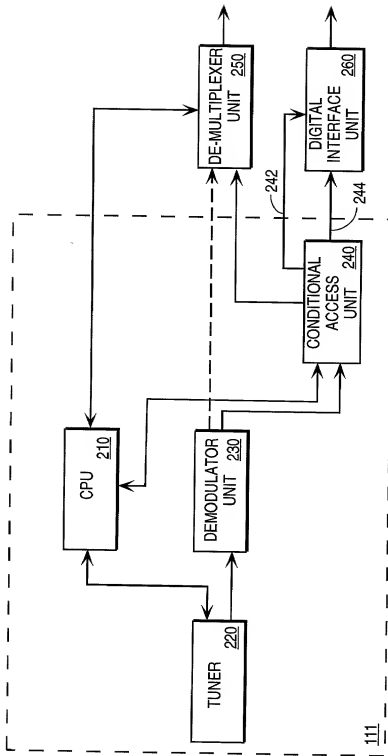 TUNER
220
CPU
210
DEMODULATOR
UNIT
230
CONDITIONAL
ACCESS
UNIT
240
DE-MULTIPLEXER
UNIT
250
DIGITAL
INTERFACE
UNIT
260
242
244
111